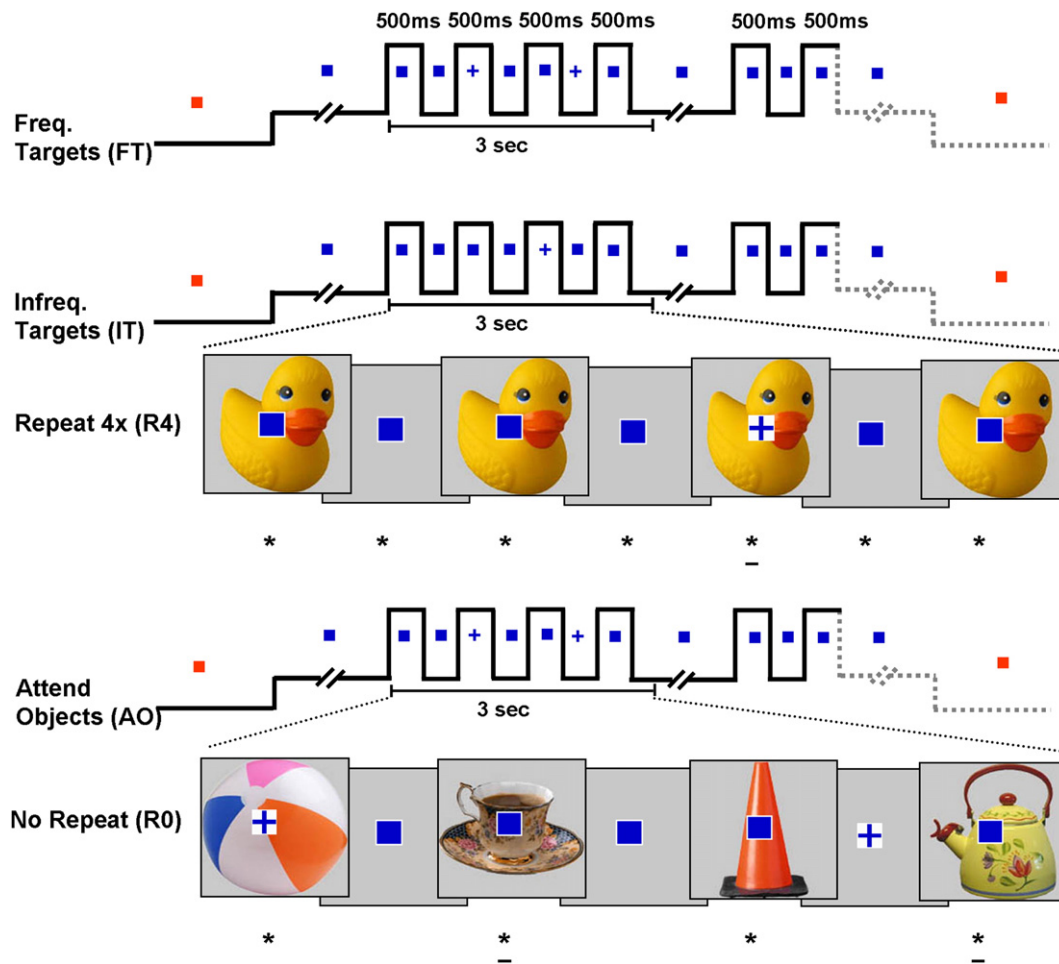 500ms 500ms 500ms 500ms 500ms 500ms
Freq.
Targets (FT)
3 sec
Infreq.
Targets (IT)
3 sec
Repeat 4x (R4)
* * * * * * *
Attend
Objects (AO)
3 sec
No Repeat (R0)
* * * *